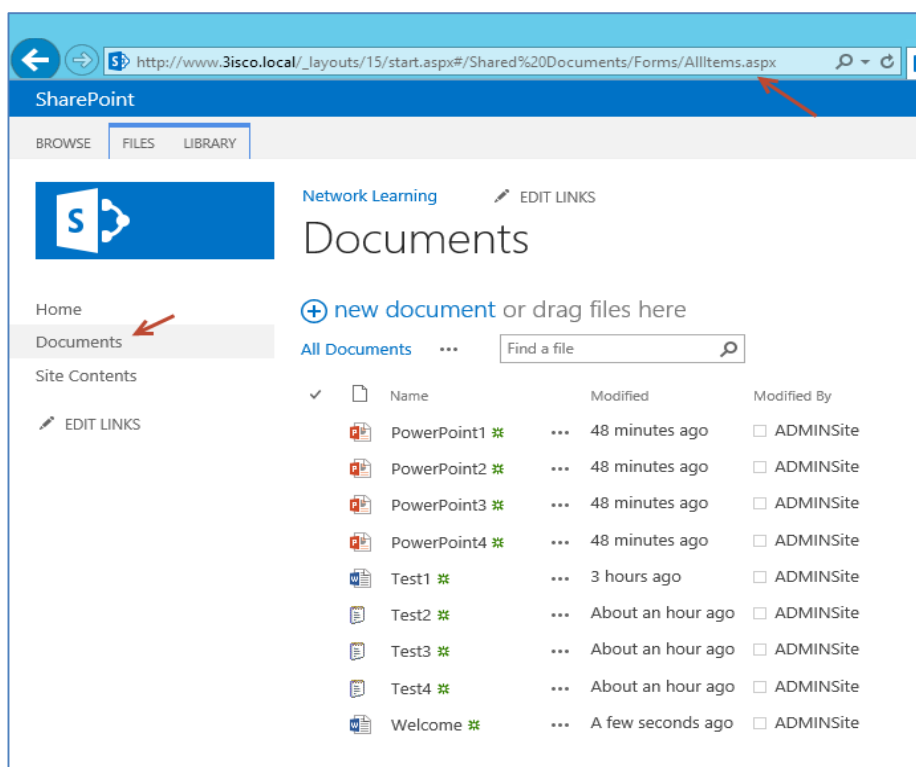 http://www.3isco.local/_layouts/15/start.aspx#/Shared%20Documents/Forms/AllItems.aspx
SharePoint
BROWSE FILES LIBRARY
S
Network Learning EDIT LINKS
Documents
Home
Documents
Site Contents
EDIT LINKS
new document or drag files here
All Documents ... Find a file
Name Modified Modified By
PowerPoint1 ... 48 minutes ago ADMINSite
PowerPoint2 ... 48 minutes ago ADMINSite
PowerPoint3 ... 48 minutes ago ADMINSite
PowerPoint4 ... 48 minutes ago ADMINSite
Test1 ... 3 hours ago ADMINSite
Test2 ... About an hour ago ADMINSite
Test3 ... About an hour ago ADMINSite
Test4 ... About an hour ago ADMINSite
Welcome ... A few seconds ago ADMINSite